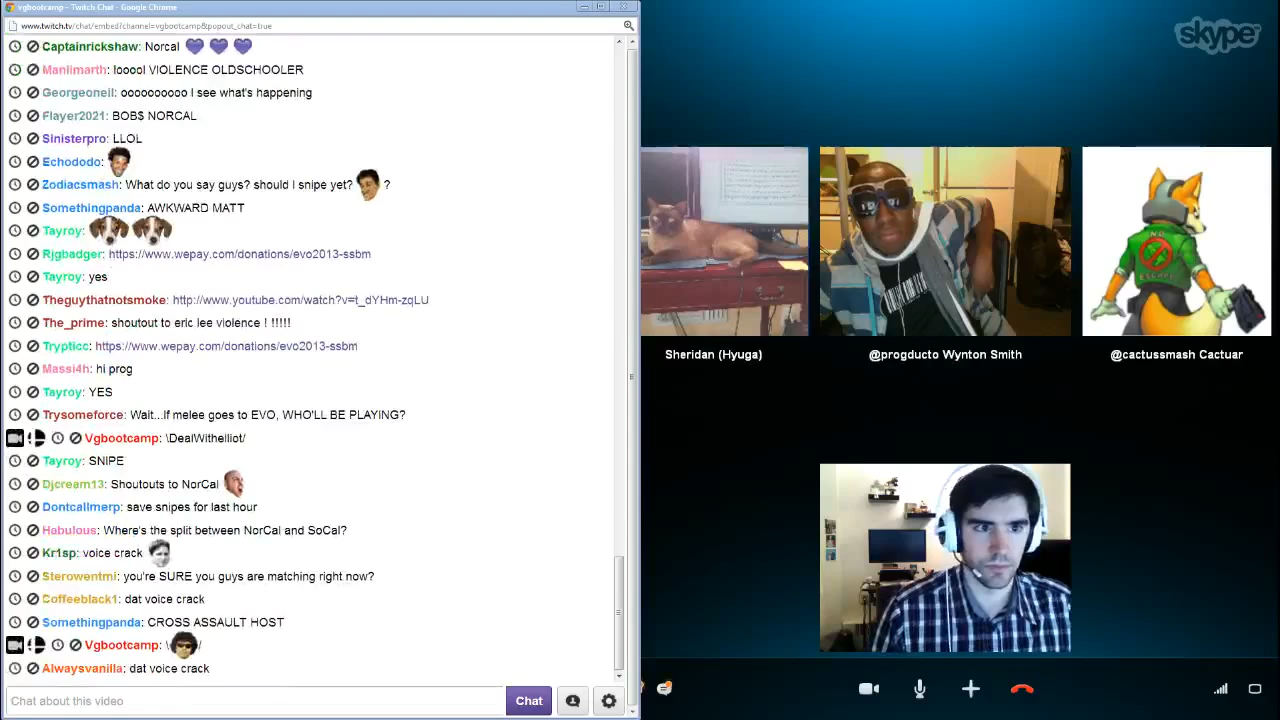 vgbootcamp - Twitch Chat - Google Chrome
www.twitch.tv/chat/embed?channel=vgbootcamp&popout_chat=true
Captainrickshaw: Norcal
Manlimarth: looool VIOLENCE OLDSCHOOLER
Georgeoneil: oooooooooo I see what's happening
Flayer2021: BOB$ NORCAL
Sinisterpro: LLOL
Echododo:
Zodiacsmash: What do you say guys? should I snipe yet? ?
Somethingpanda: AWKWARD MATT
Tayroy:
Rjgbadger: https://www.wepay.com/donations/evo2013-ssbm
Tayroy: yes
Theguythatnotsmoke: http://www.youtube.com/watch?v=t_dYHm-zqLU
The_prime: shoutout to eric lee violence ! !!!!!
Trypticc: https://www.wepay.com/donations/evo2013-ssbm
Massi4h: hi prog
Tayroy: YES
Trysomeforce: Wait...If melee goes to EVO, WHO'LL BE PLAYING?
Vgbootcamp: \DealWithelliot/
Tayroy: SNIPE
Djcream13: Shoutouts to NorCal
Dontcallmerp: save snipes for last hour
Habulous: Where's the split between NorCal and SoCal?
Kr1sp: voice crack
Sterowentmi: you're SURE you guys are matching right now?
Coffeeblack1: dat voice crack
Somethingpanda: CROSS ASSAULT HOST
Vgbootcamp: \ /
Alwaysvanilla: dat voice crack
Chat about this video
Chat
skype
NO
ESCAPE
Sheridan (Hyuga)
@progducto Wynton Smith
@cactussmash Cactuar